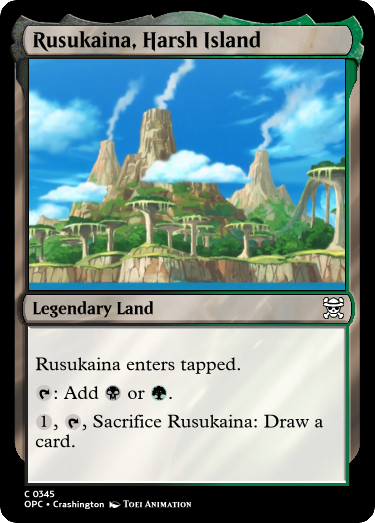 Rusukaina, Harsh Island
Legendary Land
Rusukaina enters tapped.
: Add or .
1, , Sacrifice Rusukaina: Draw a
card.
C 0345
OPC • Crashington Toei Animation